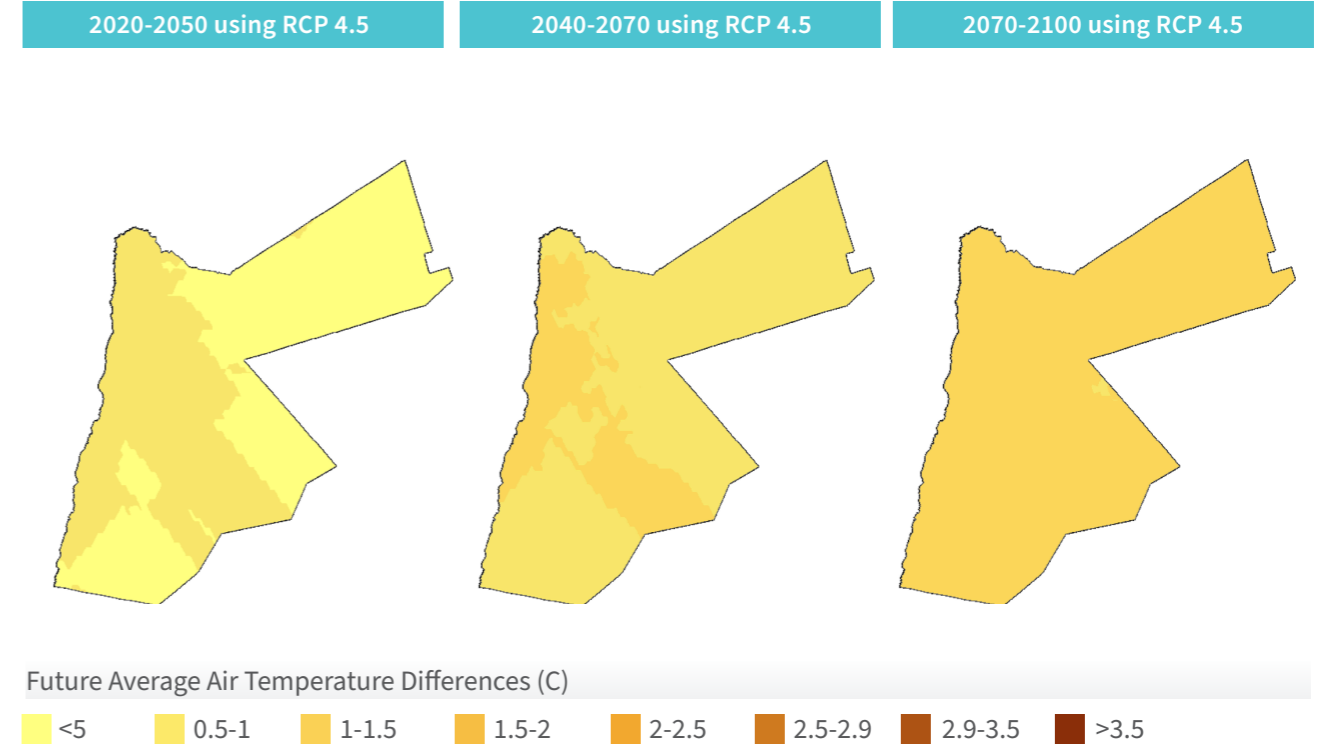 2020-2050 using RCP 4.5
2040-2070 using RCP 4.5
2070-2100 using RCP 4.5
Future Average Air Temperature Differences (C)
<5
0.5-1
1-1.5
1.5-2
2-2.5
2.5-2.9
2.9-3.5
>3.5